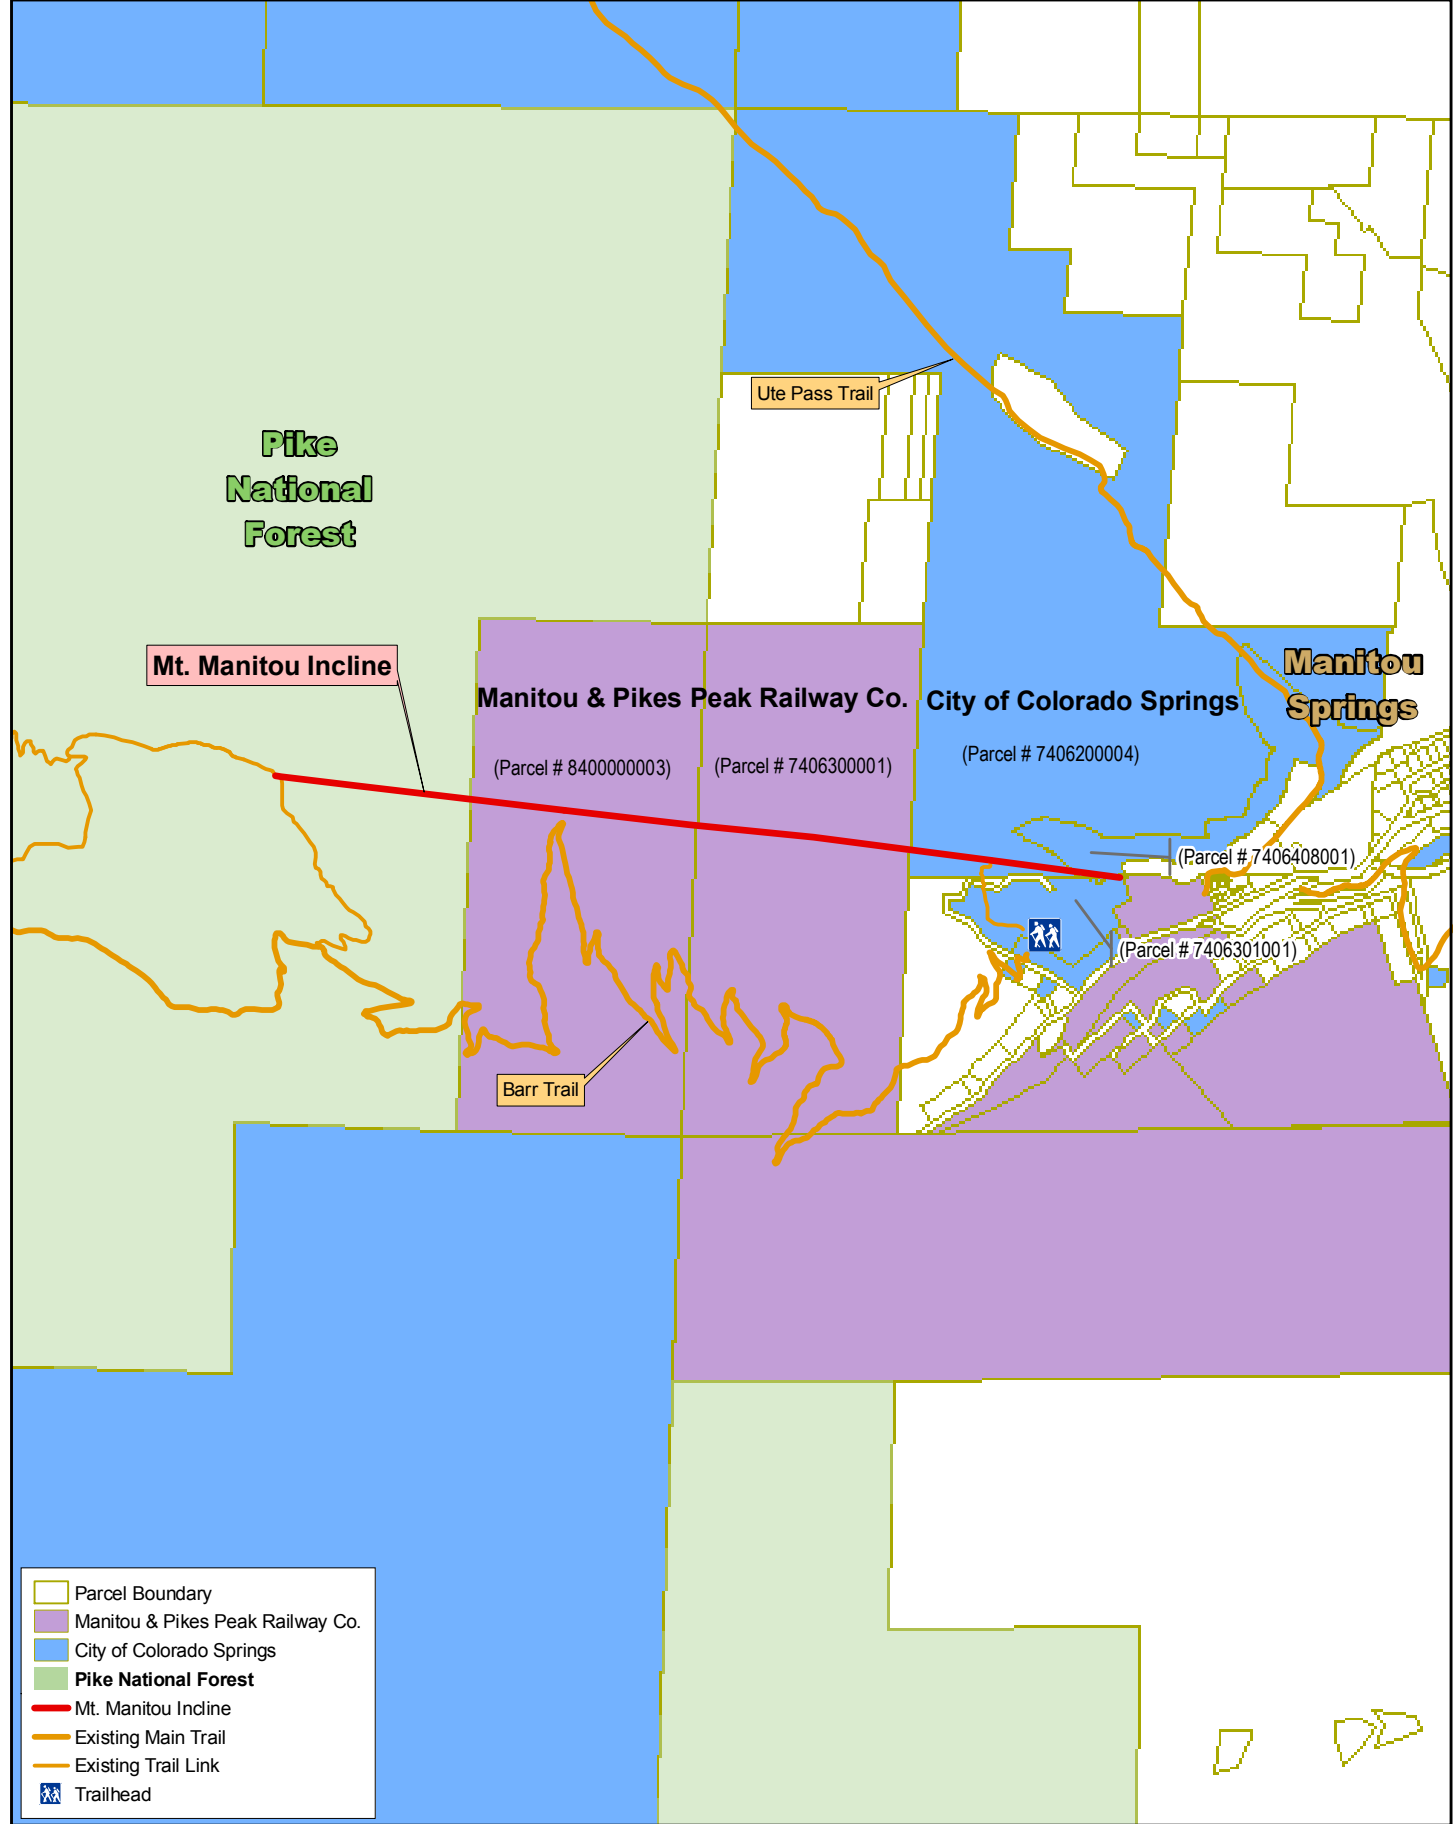 Ute Pass Trail
Pike
National
Forest
Mt. Manitou Incline
Manitou & Pikes Peak Railway Co.
City of Colorado Springs
Manitou
Springs
(Parcel # 8400000003)
(Parcel # 7406300001)
(Parcel # 7406200004)
(Parcel # 7406408001)
(Parcel # 7406301001)
Barr Trail
Parcel Boundary
Manitou & Pikes Peak Railway Co.
City of Colorado Springs
Pike National Forest
Mt. Manitou Incline
Existing Main Trail
Existing Trail Link
Trailhead